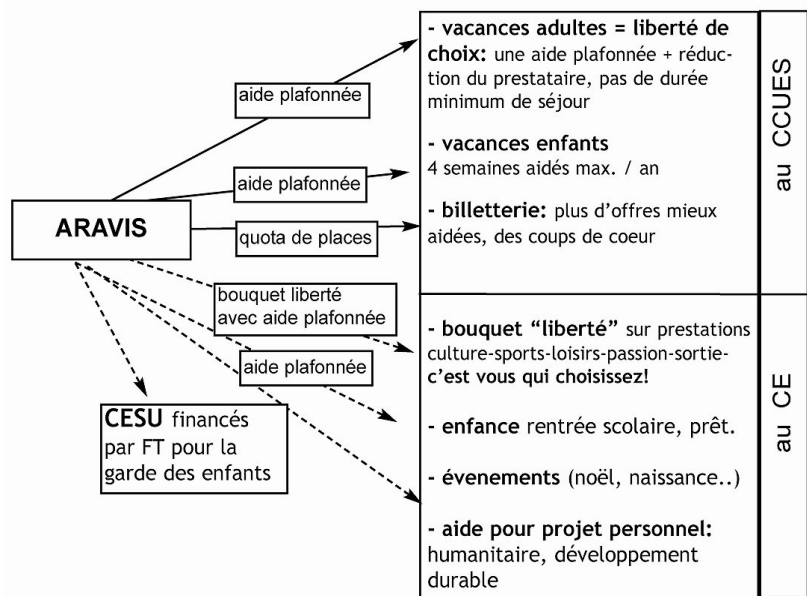 - vacances adultes = liberté de
choix: une aide plafonnée + réduc-
tion du prestataire, pas de durée
minimum de séjour
- vacances enfants
4 semaines aidés max. / an
- billetterie: plus d’offres mieux
aidées, des coups de coeur
au CCUES
aide plafonnée
aide plafonnée
ARAVIS
quota de places
bouquet liberté
avec aide plafonnée
aide plafonnée
CESU financés
par FT pour la
garde des enfants
- bouquet “liberté” sur prestations
culture-sports-loisirs-passion-sortie-
c’est vous qui choisissez!
- enfance rentrée scolaire, prêt.
- évenements (noël, naissance..)
- aide pour projet personnel:
humanitaire, développement
durable
au CE